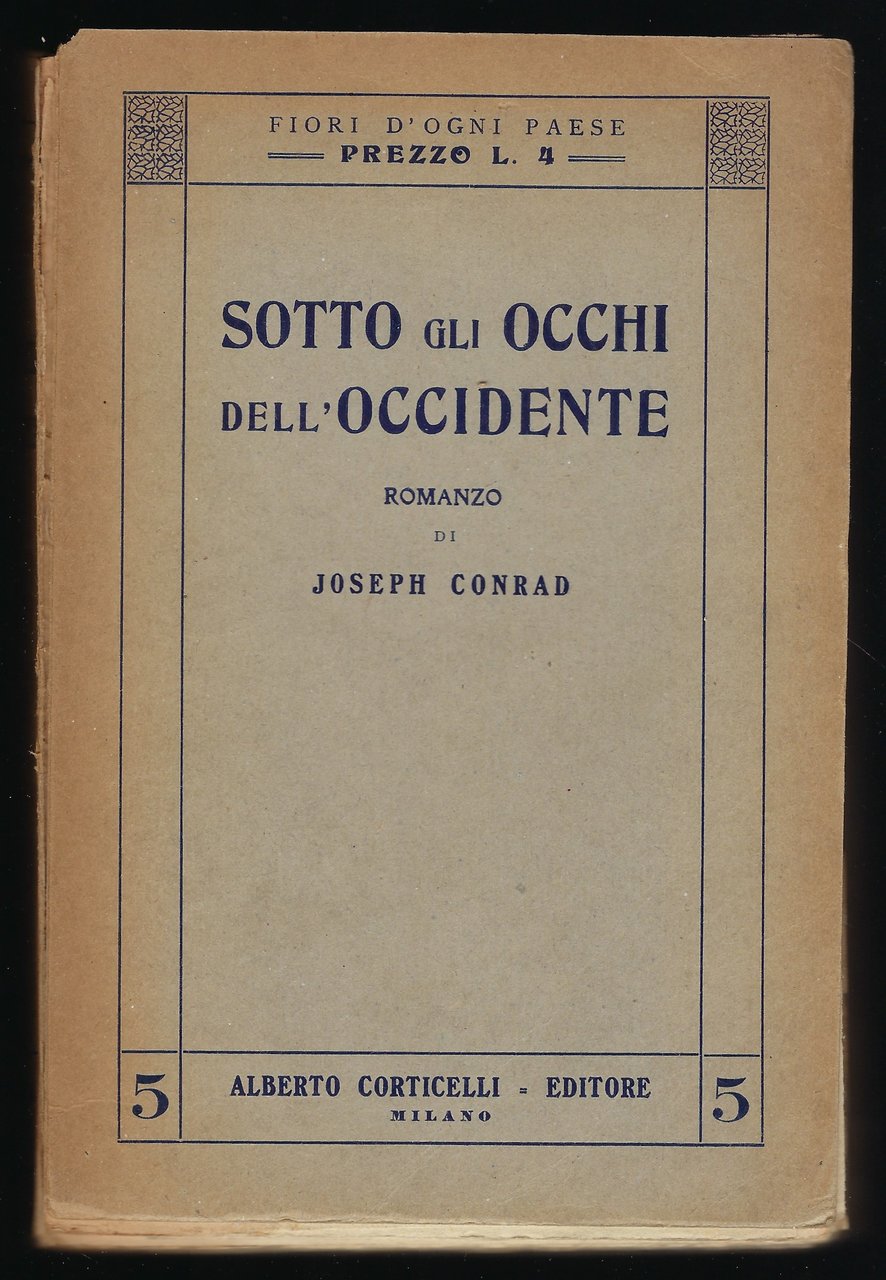 FIORI D'OGNI PAESE
PREZZO L. 4
SOTTO GLI OCCHI
DELL'OCCIDENTE
ROMANZO
DI
JOSEPH CONRAD
5 ALBERTO CORTICELLI = EDITORE 5
MILANO